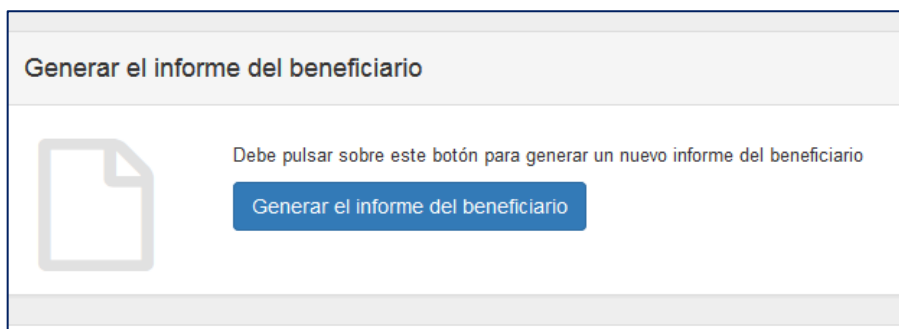 Generar el informe del beneficiario
Debe pulsar sobre este botón para generar un nuevo informe del beneficiario
Generar el informe del beneficiario